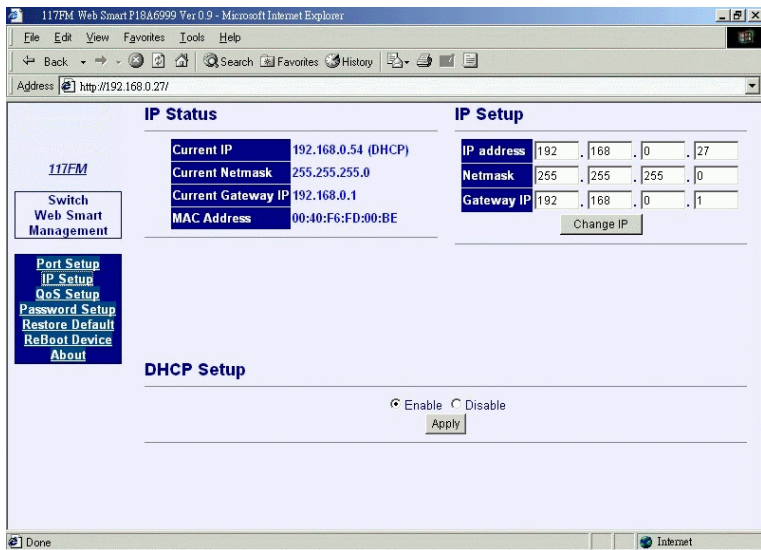 117FM Web Smart P18A6999 Ver 0.9 - Microsoft Internet Explorer
File Edit View Favorites Tools Help
Back Search Favorites History
Address http://192.168.0.27/
117FM
Switch
Web Smart
Management
Port Setup
IP Setup
QoS Setup
Password Setup
Restore Default
ReBoot Device
About
IP Status
Current IP 192.168.0.54 (DHCP)
Current Netmask 255.255.255.0
Current Gateway IP 192.168.0.1
MAC Address 00:40:F6:FD:00:BE
IP Setup
IP address 192 . 168 . 0 . 27
Netmask 255 . 255 . 255 . 0
Gateway IP 192 . 168 . 0 . 1
Change IP
DHCP Setup
Enable Disable
Apply
Done Internet